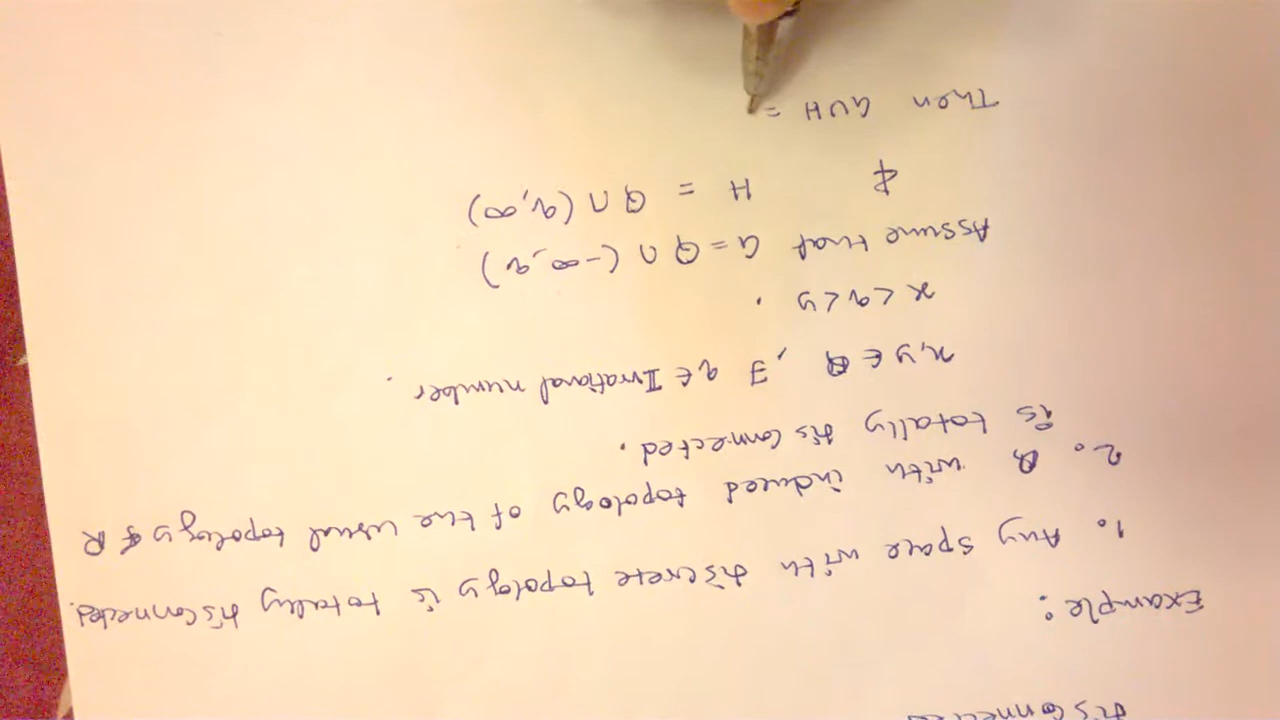 disconnected
Example:
1. Any space with discrete topology is totally disconnected.
2. Q with induced topology of the usual topology of R
is totally disconnected.
x,y ∈ Q, ∃ q ∈ Irrational number.
x<q<y.
Assume that G = Q ∩ (-∞, q)
& H = Q ∩ (q, ∞)
Then G∪H =